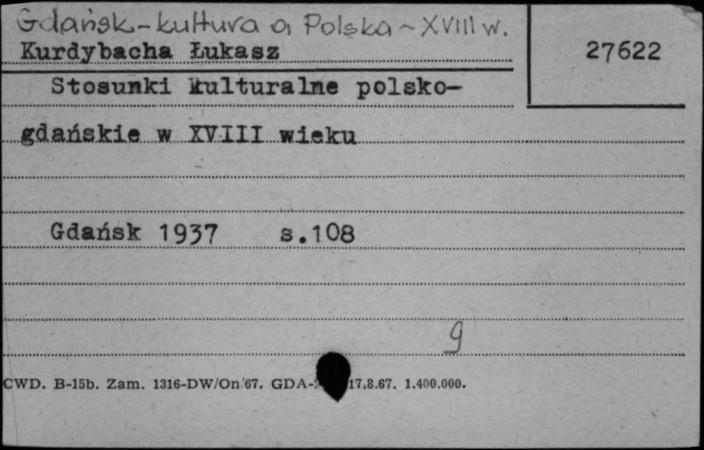 Gdańsk-kultura a Polska-XVIII w.
Kurdybacha Łukasz
27622
Stosunki kulturalne polsko-
gdańskie w XVIII wieku
Gdańsk 1937 s.108
g
CWD. B-15b. Zam. 1316-DW/On/67. GDA- 17.8.67. 1.400.000.